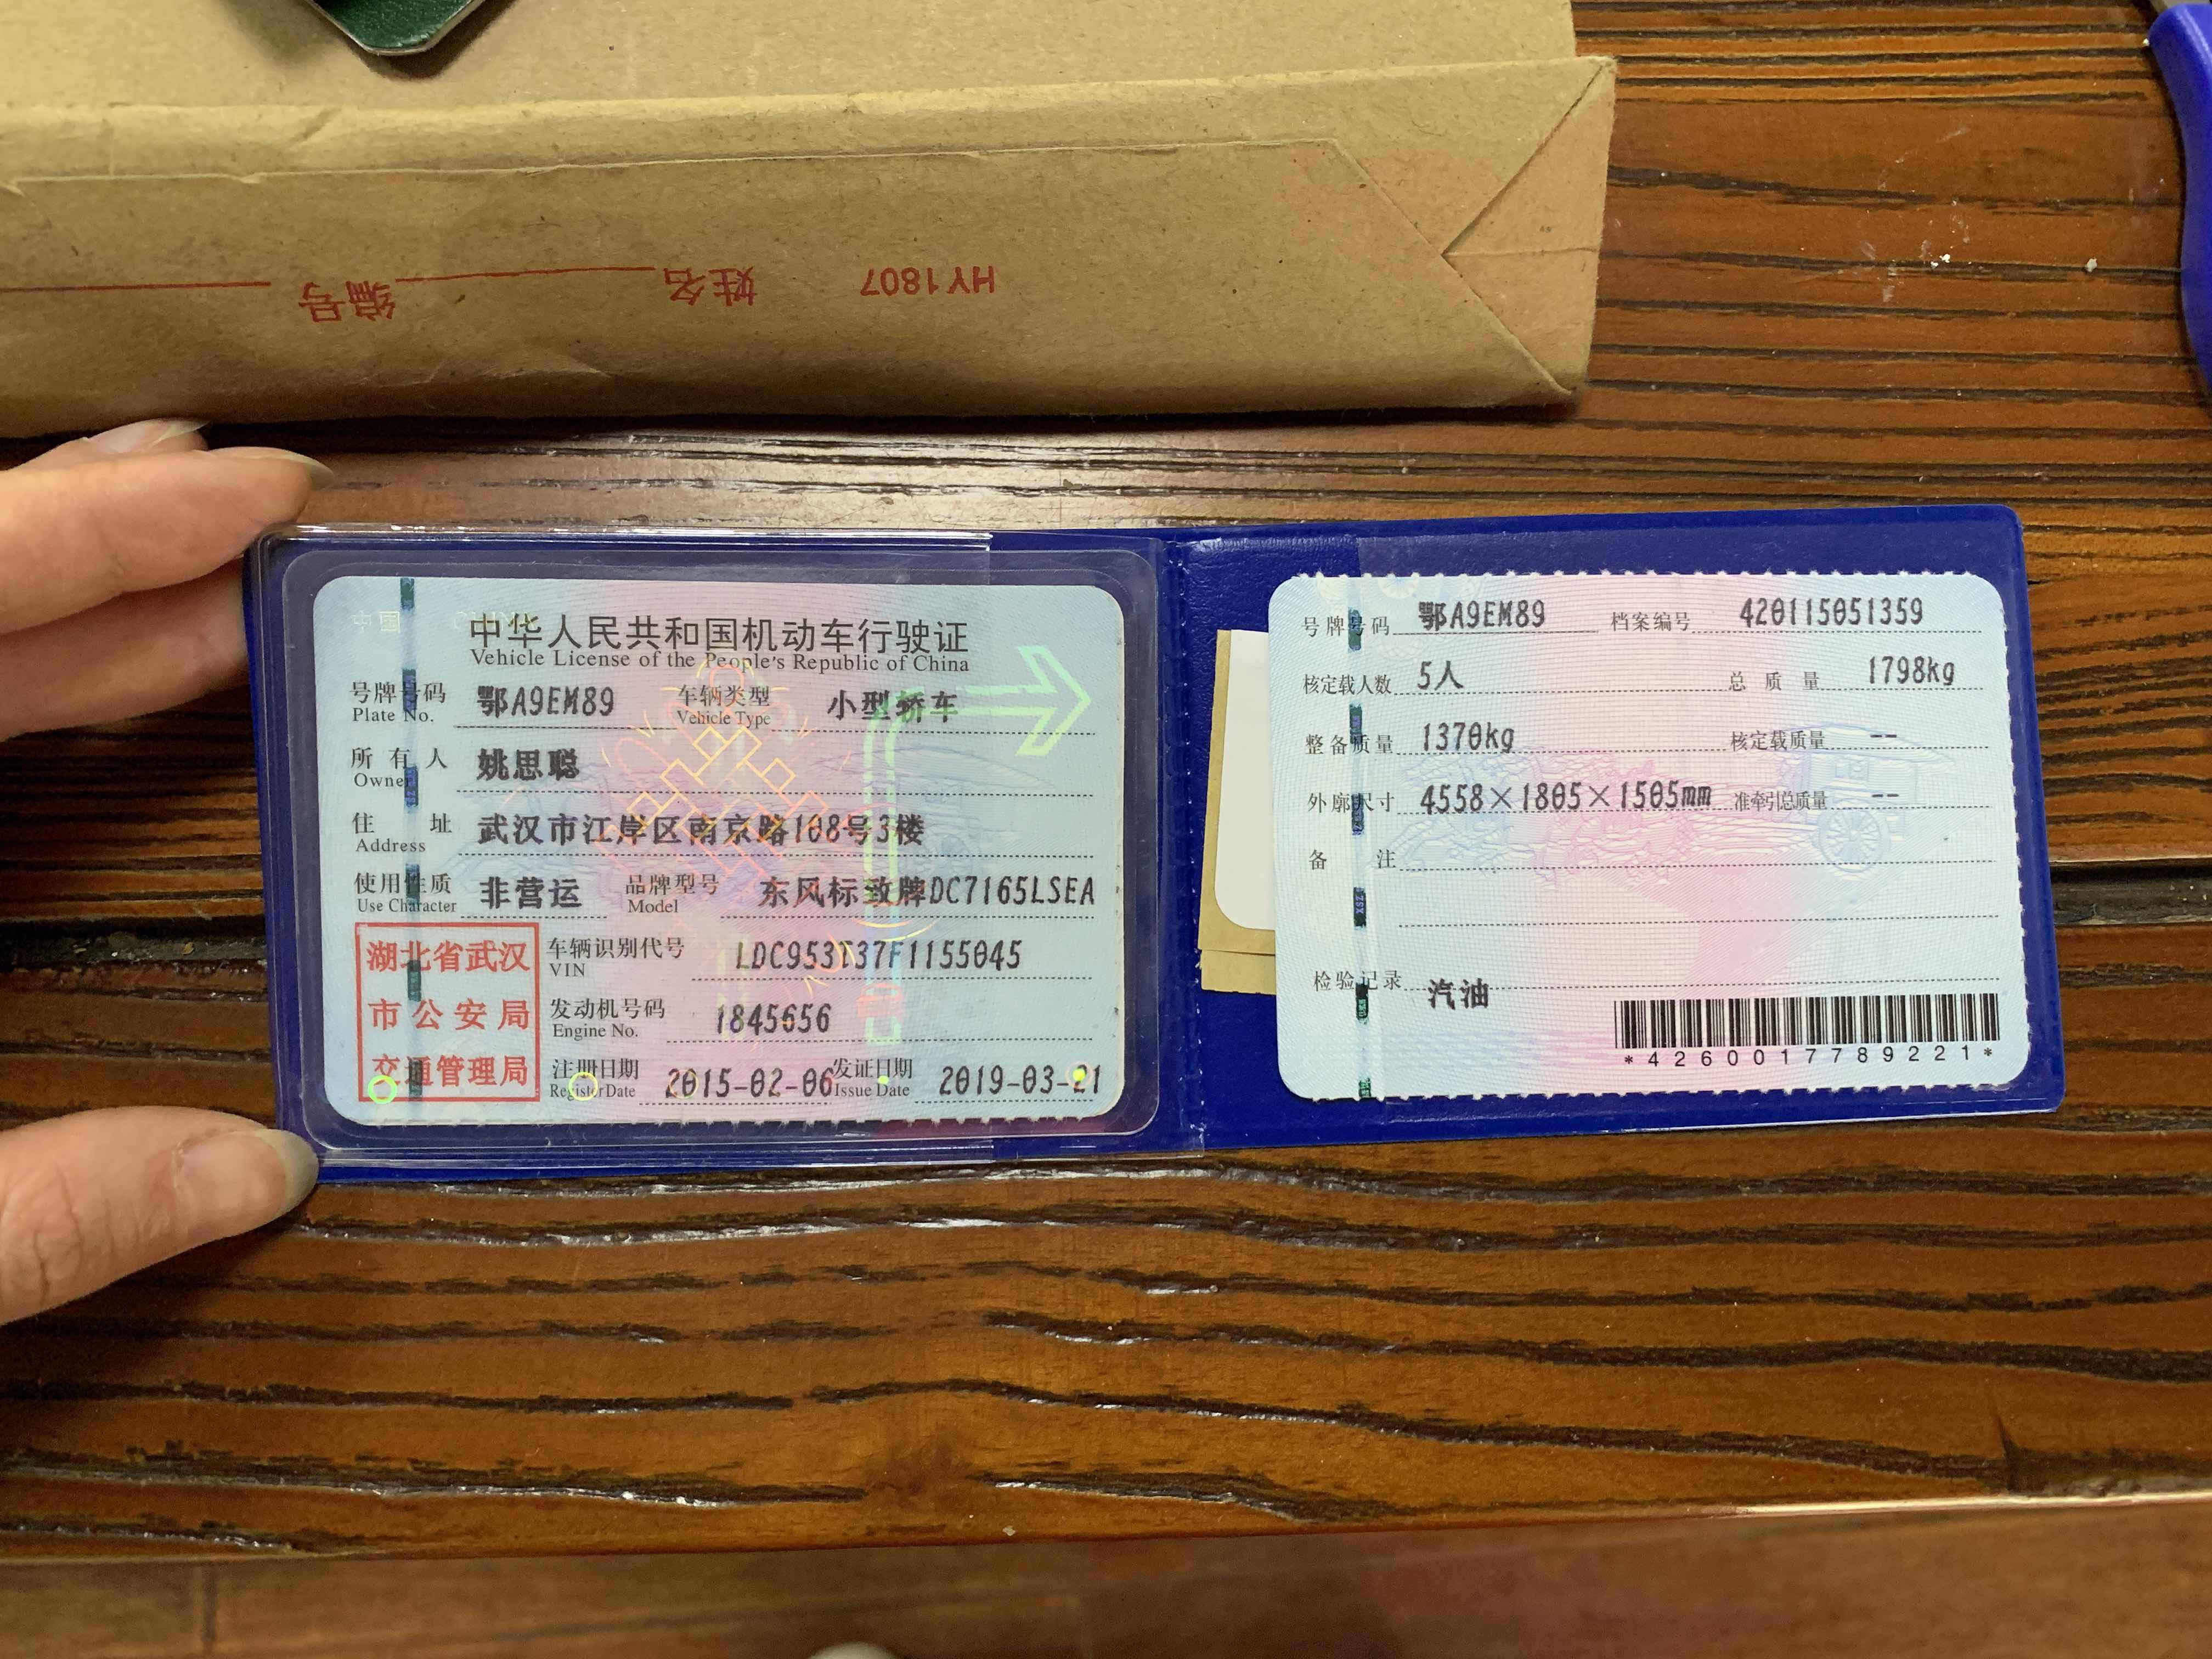 中华人民共和国机动车行驶证
Vehicle License of the People's Republic of China
号牌号码 鄂A9EM89 车辆类型 小型轿车
Plate No. Vehicle Type
所有人 姚思聪
Owner
住址 武汉市江岸区南京路108号3楼
Address
使用性质 非营运 品牌型号 东风标致牌DC7165LSEA
Use Character Model
湖北省武汉
市公安局
交通管理局
车辆识别代号 LDC953N37F1155045
VIN
发动机号码 1845656
Engine No.
注册日期 2015-02-06 发证日期 2019-03-21
Register Date Issue Date
号牌号码 鄂A9EM89 档案编号 420115051359
核定载人数 5人 总质量 1798kg
整备质量 1370kg 核定载质量 --
外廓尺寸 4558×1805×1505mm 准牵引总质量 --
备注
检验记录 汽油
*4260017789221*
HY1807 姓名 编号